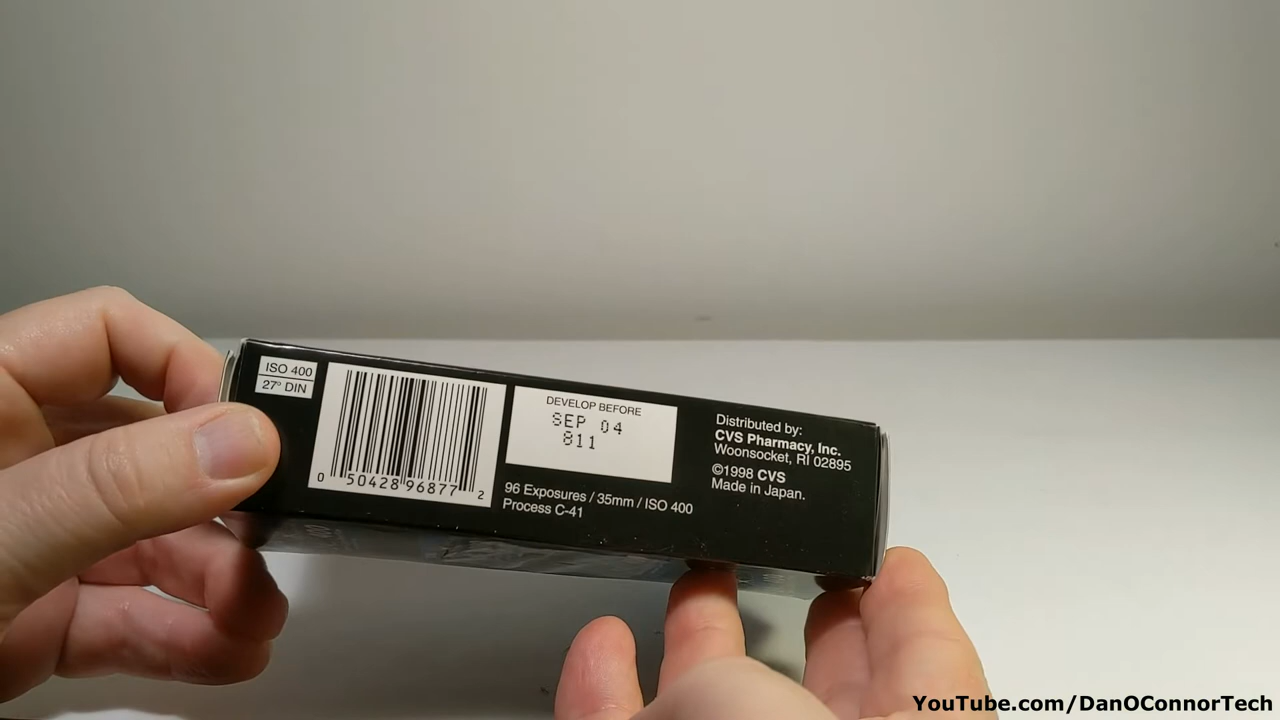 ISO 400
27° DIN
0 50428 96877 2
DEVELOP BEFORE
SEP 04
811
96 Exposures / 35mm / ISO 400
Process C-41
Distributed by:
CVS Pharmacy, Inc.
Woonsocket, RI 02895
©1998 CVS
Made in Japan.
YouTube.com/DanOConnorTech